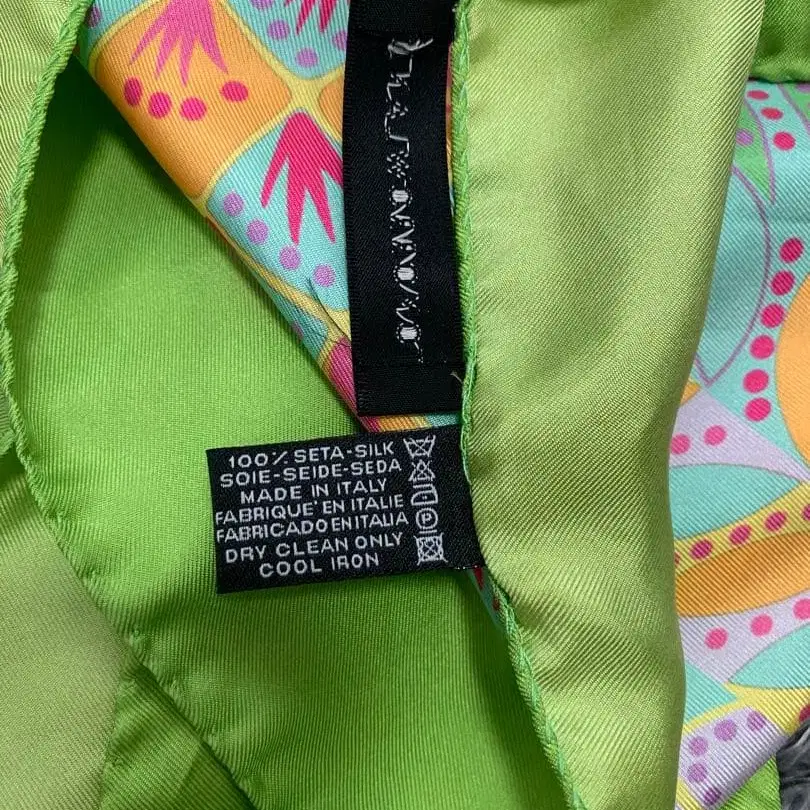 100% SETA-SILK
SOIE-SEIDE-SEDA
MADE IN ITALY
FABRIQUE' EN ITALIE
FABRICADO EN ITALIA
DRY CLEAN ONLY
COOL IRON